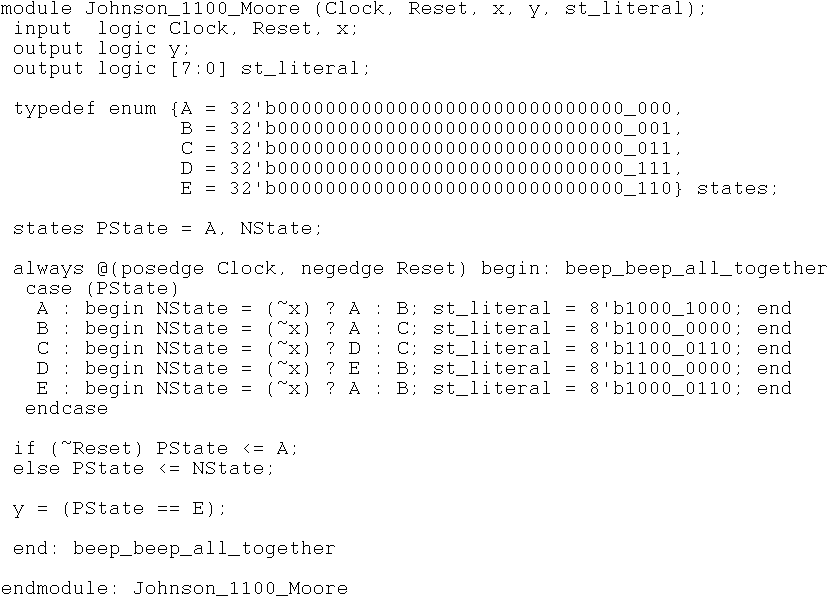 module Johnson_1100_Moore (Clock, Reset, x, y, st_literal);
 input  logic Clock, Reset, x;
 output logic y;
 output logic [7:0] st_literal;

 typedef enum {A = 32'b00000000000000000000000000000_000,
               B = 32'b00000000000000000000000000000_001,
               C = 32'b00000000000000000000000000000_011,
               D = 32'b00000000000000000000000000000_111,
               E = 32'b00000000000000000000000000000_110} states;

 states PState = A, NState;

 always @(posedge Clock, negedge Reset) begin: beep_beep_all_together
  case (PState)
   A : begin NState = (~x) ? A : B; st_literal = 8'b1000_1000; end
   B : begin NState = (~x) ? A : C; st_literal = 8'b1000_0000; end
   C : begin NState = (~x) ? D : C; st_literal = 8'b1100_0110; end
   D : begin NState = (~x) ? E : B; st_literal = 8'b1100_0000; end
   E : begin NState = (~x) ? A : B; st_literal = 8'b1000_0110; end
  endcase

 if (~Reset) PState <= A;
 else PState <= NState;

 y = (PState == E);

 end: beep_beep_all_together

endmodule: Johnson_1100_Moore